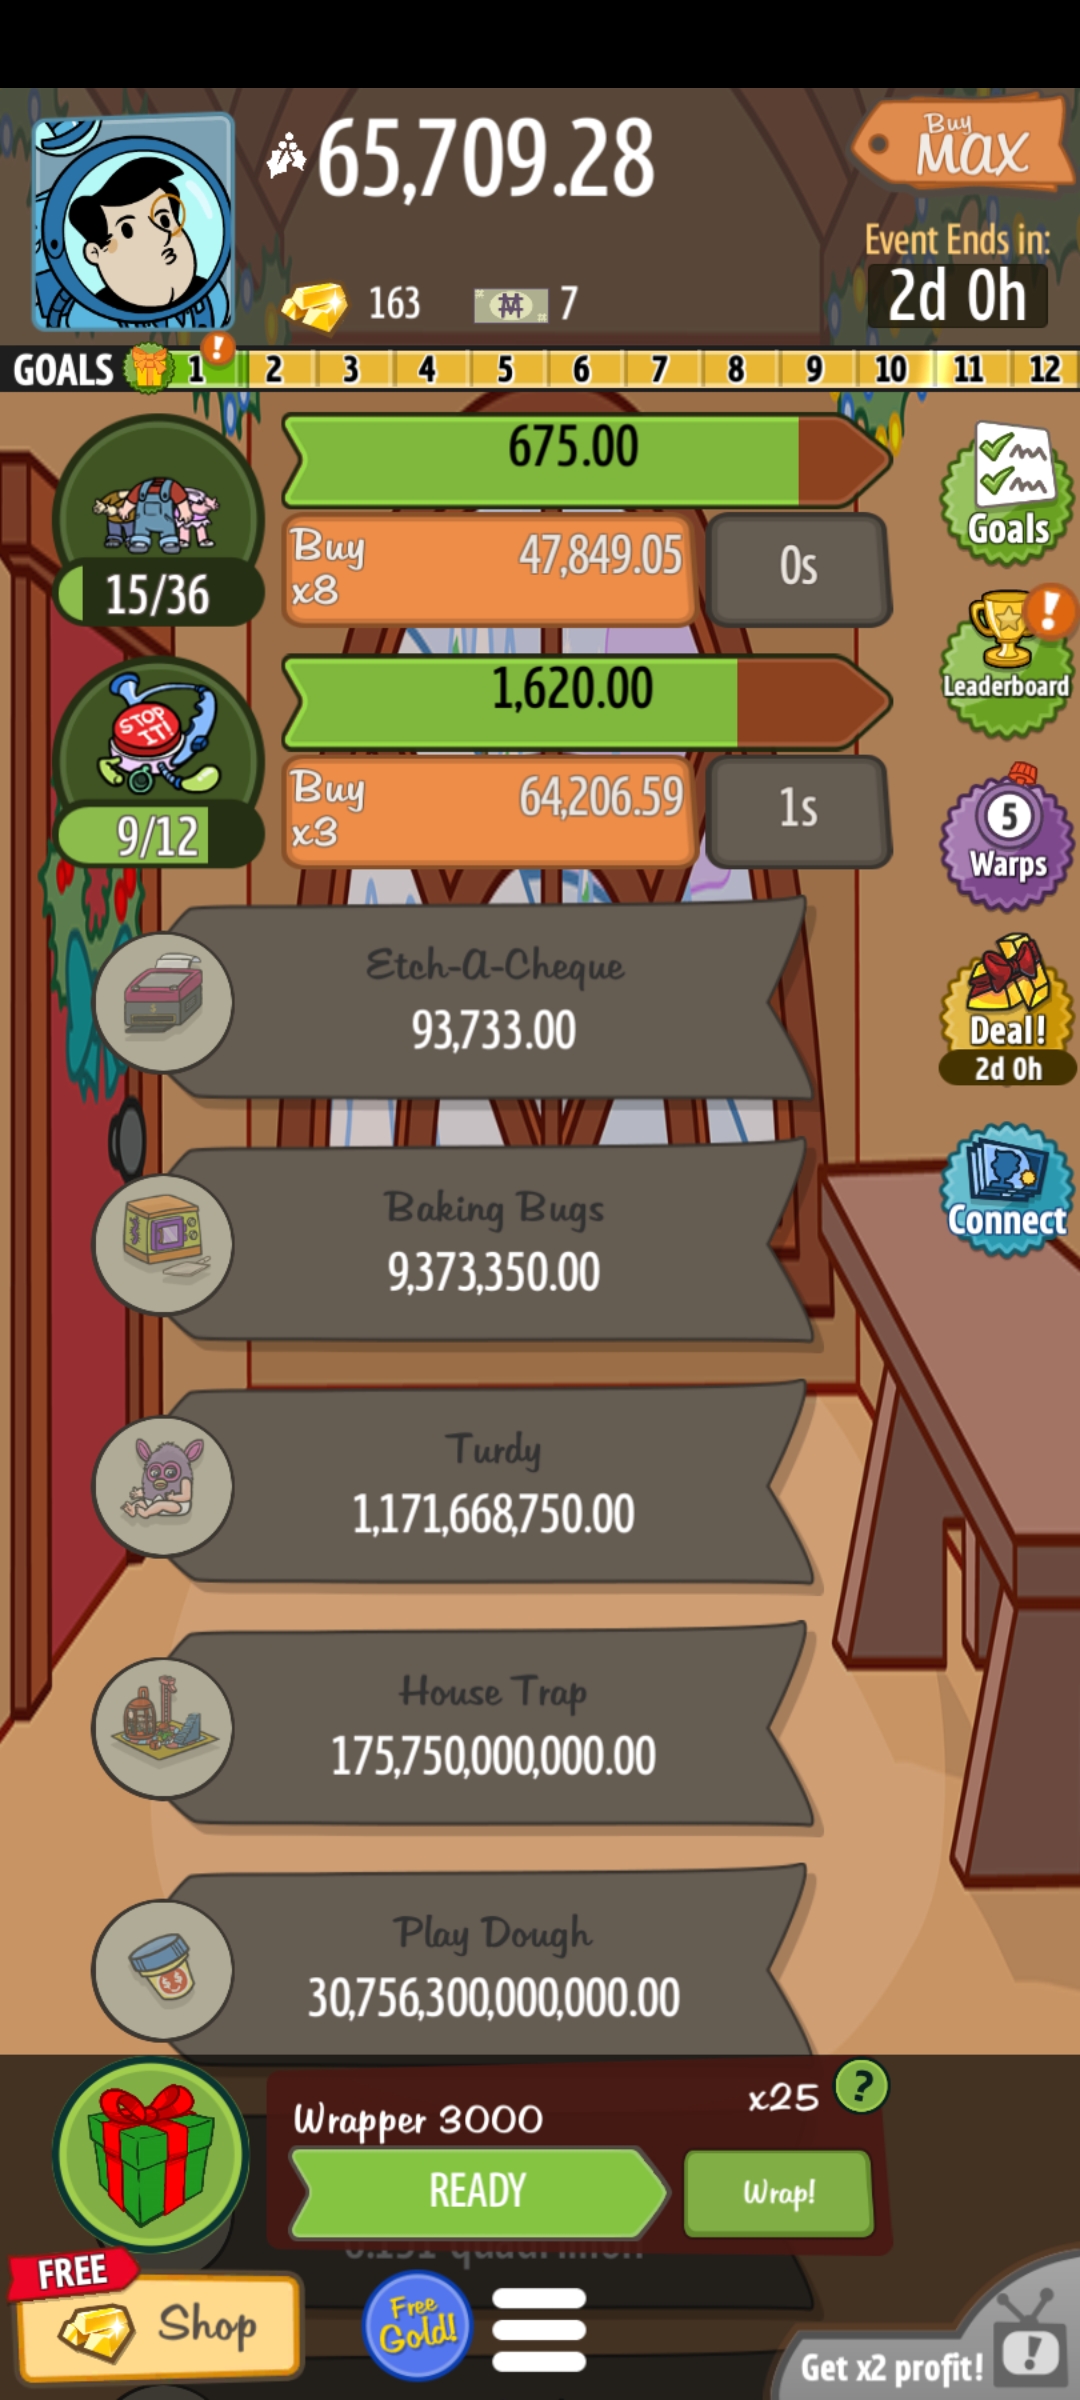 65,709.28
Buy
MAX
Event Ends in:
2d 0h
163
7
GOALS 1 2 3 4 5 6 7 8 9 10 11 12
!
675.00
Buy
x8
47,849.05
0s
15/36
Goals
!
Leaderboard
STOP
IT!
1,620.00
Buy
x3
64,206.59
1s
9/12
5
Warps
Etch-A-Cheque
93,733.00
Deal!
2d 0h
Baking Bugs
9,373,350.00
Connect
Turdy
1,171,668,750.00
House Trap
175,750,000,000.00
Play Dough
30,756,300,000,000.00
Wrapper 3000
x25
?
READY
Wrap!
FREE
Shop
Free
Gold!
Get x2 profit!
!